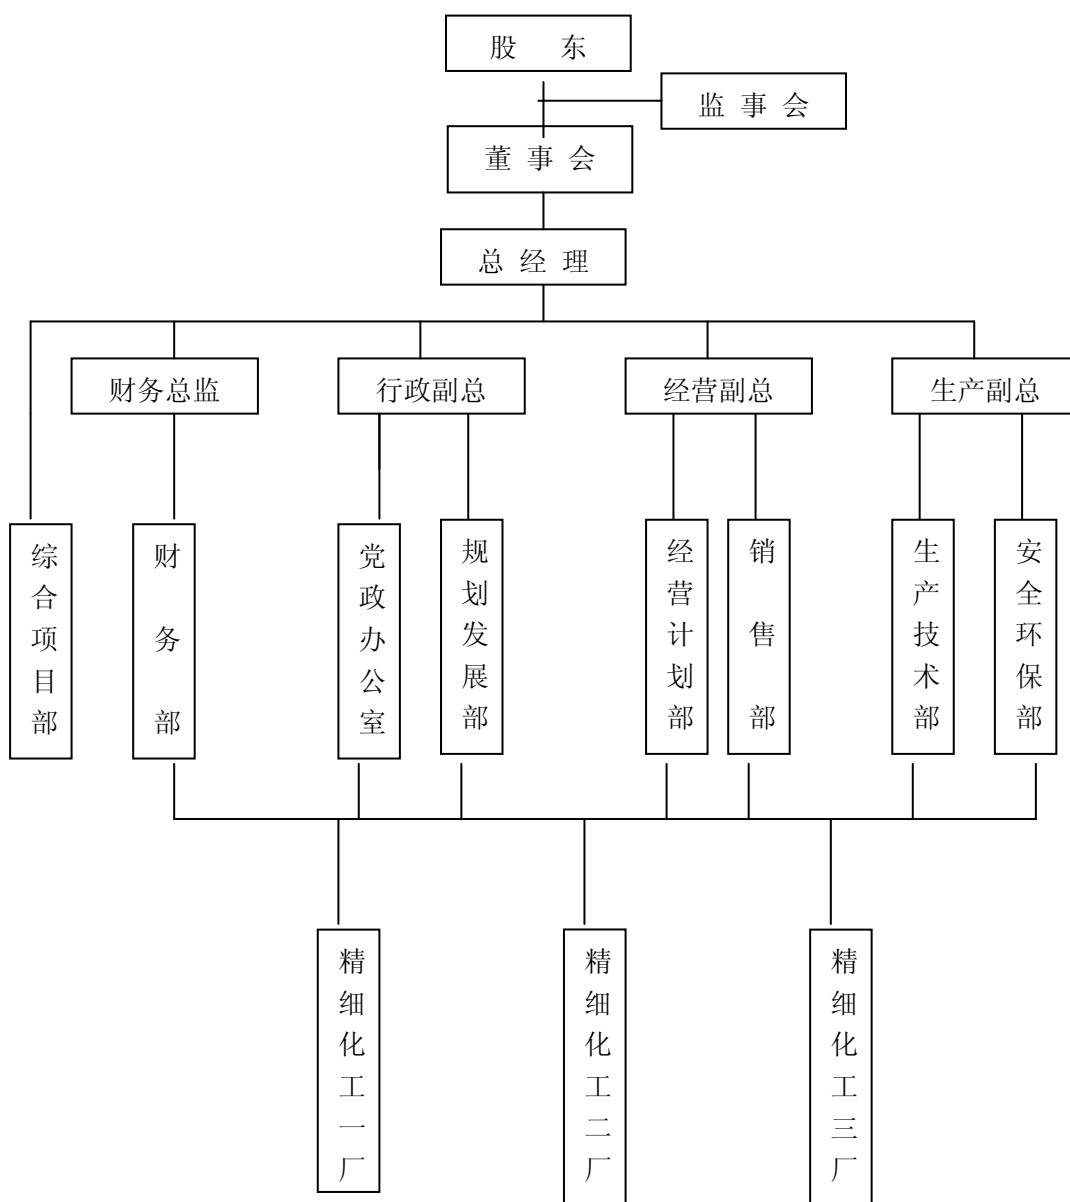 股 东
监 事 会
董 事 会
总 经 理
财务总监
行政副总
经营副总
生产副总
综合项目部
财务部
党政办公室
规划发展部
经营计划部
销售部
生产技术部
安全环保部
精细化工一厂
精细化工二厂
精细化工三厂